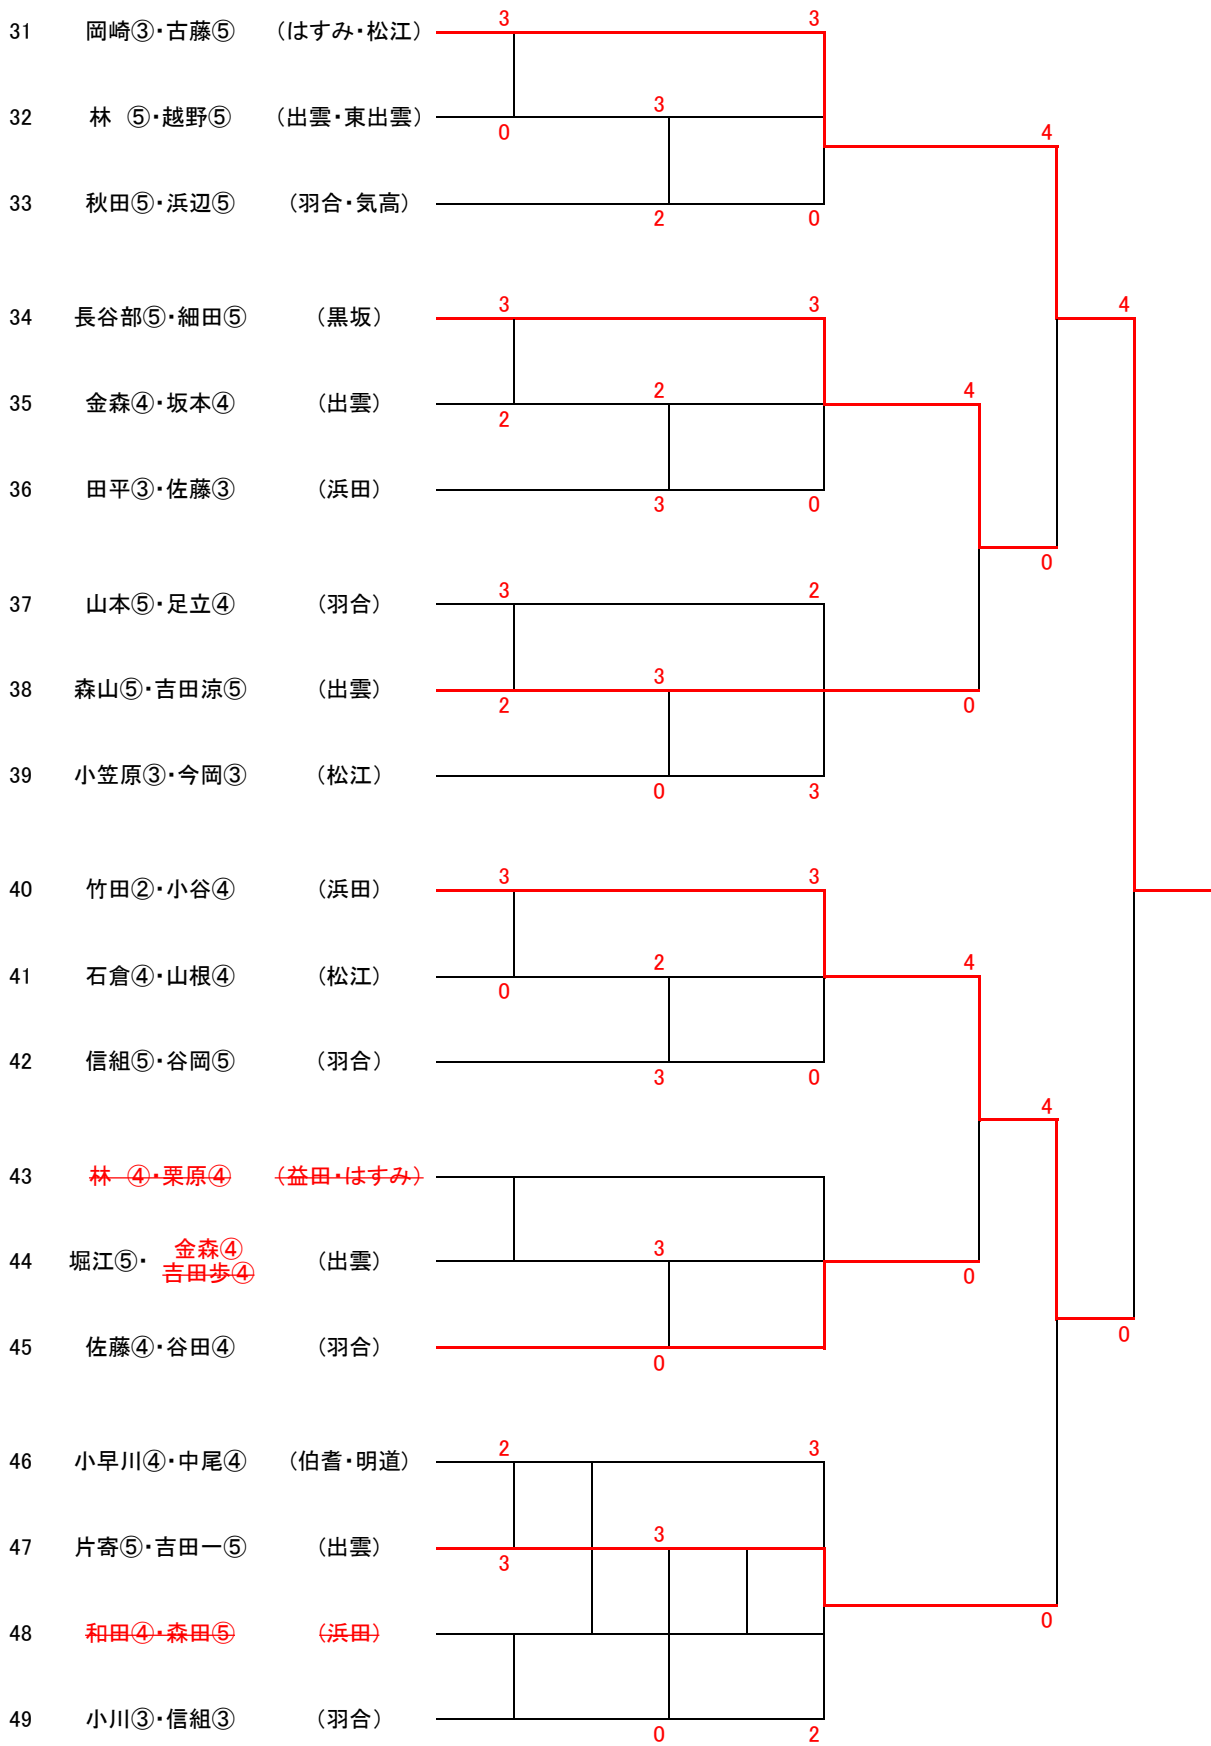 3 3
31 岡崎③・古藤⑤ (はすみ・松江)
3
32 林 ⑤・越野⑤ (出雲・東出雲)
0 4
33 秋田⑤・浜辺⑤ (羽合・気高)
2 0
3 3 4
34 長谷部⑤・細田⑤ (黒坂)
2 4
35 金森④・坂本④ (出雲)
2
36 田平③・佐藤③ (浜田)
3 0
0
3 2
37 山本⑤・足立④ (羽合)
3
38 森山⑤・吉田涼⑤ (出雲)
2 0
39 小笠原③・今岡③ (松江)
0 3
3 3
40 竹田②・小谷④ (浜田)
2 4
41 石倉④・山根④ (松江)
0
42 信組⑤・谷岡⑤ (羽合)
3 0
4
43 林 ④・栗原④ (益田・はすみ)
金森④ 3
44 堀江⑤・ (出雲)
吉田歩④ 0
45 佐藤④・谷田④ (羽合)
0 0
2 3
46 小早川④・中尾④ (伯耆・明道)
3
47 片寄⑤・吉田一⑤ (出雲)
3
48 和田④・森田⑤ (浜田)
0
49 小川③・信組③ (羽合)
0 2